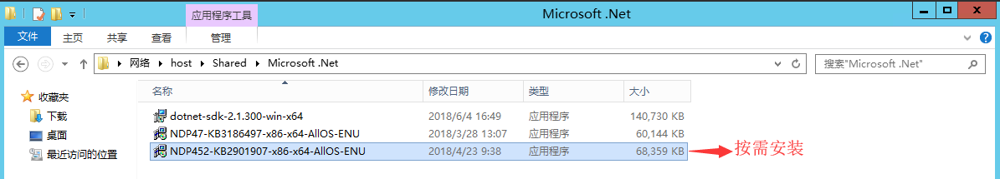 应用程序工具
Microsoft .Net
文件 主页 共享 查看 管理
网络 host Shared Microsoft .Net
搜索"Microsoft .Net"
收藏夹
下载
桌面
最近访问的位置
名称 修改日期 类型 大小
dotnet-sdk-2.1.300-win-x64 2018/6/4 16:49 应用程序 140,730 KB
NDP47-KB3186497-x86-x64-AllOS-ENU 2018/3/28 13:07 应用程序 60,144 KB
NDP452-KB2901907-x86-x64-AllOS-ENU 2018/4/23 9:38 应用程序 68,359 KB
按需安装